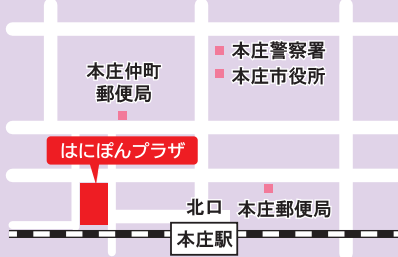 本庄警察署
本庄市役所
本庄仲町
郵便局
はにぽんプラザ
北口
本庄郵便局
本庄駅